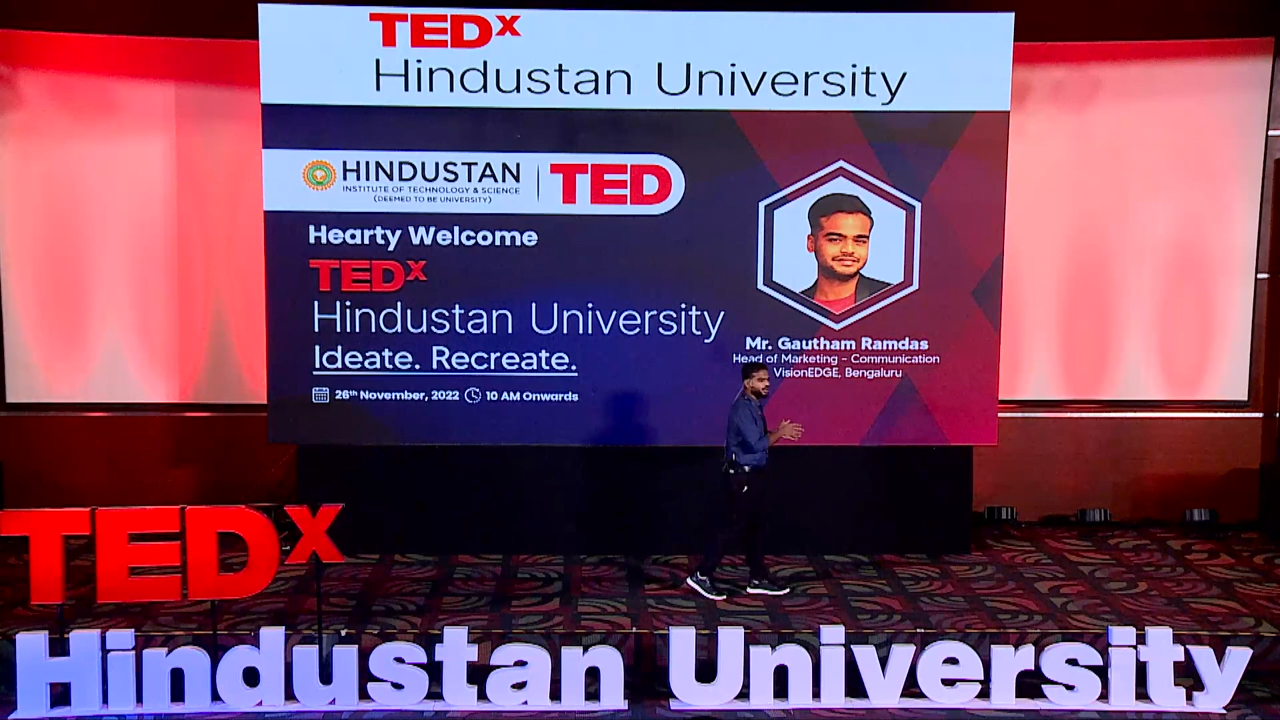 TEDx
Hindustan University
HINDUSTAN
INSTITUTE OF TECHNOLOGY & SCIENCE
(DEEMED TO BE UNIVERSITY)
TED
Hearty Welcome
TEDx
Hindustan University
Ideate. Recreate.
26th November, 2022 10 AM Onwards
Mr. Gautham Ramdas
Head of Marketing - Communication
VisionEDGE, Bengaluru
TEDx
Hindustan University